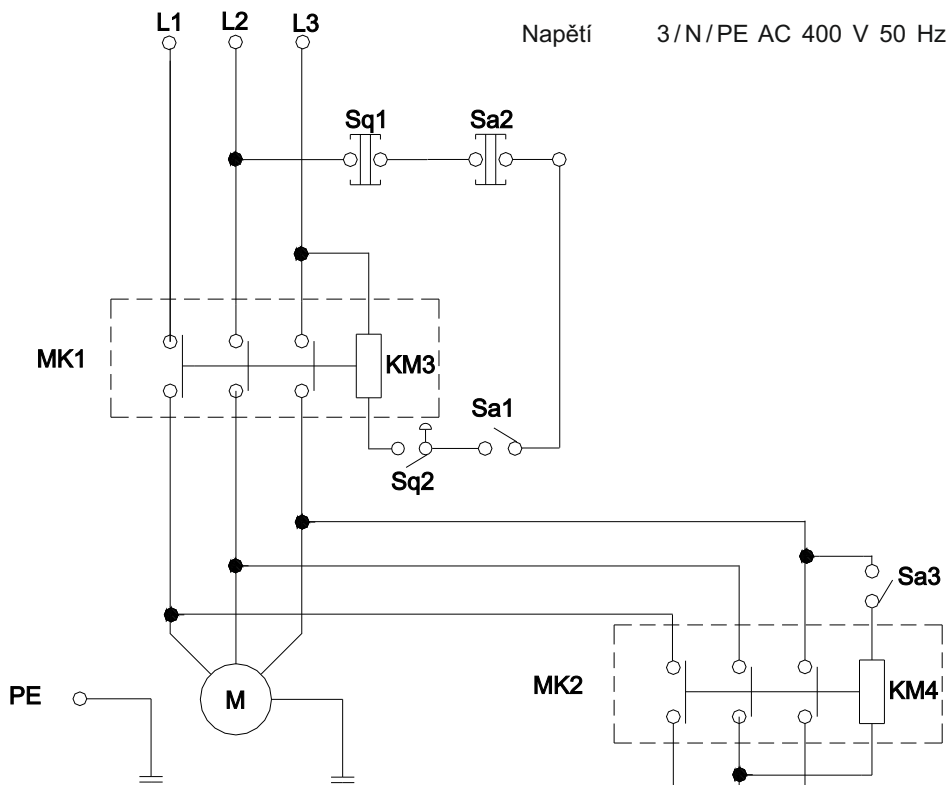 L1 L2 L3
Napětí 3/N/PE AC 400 V 50 Hz
Sq1 Sa2
MK1 KM3
Sa1
Sq2
Sa3
MK2 KM4
PE M